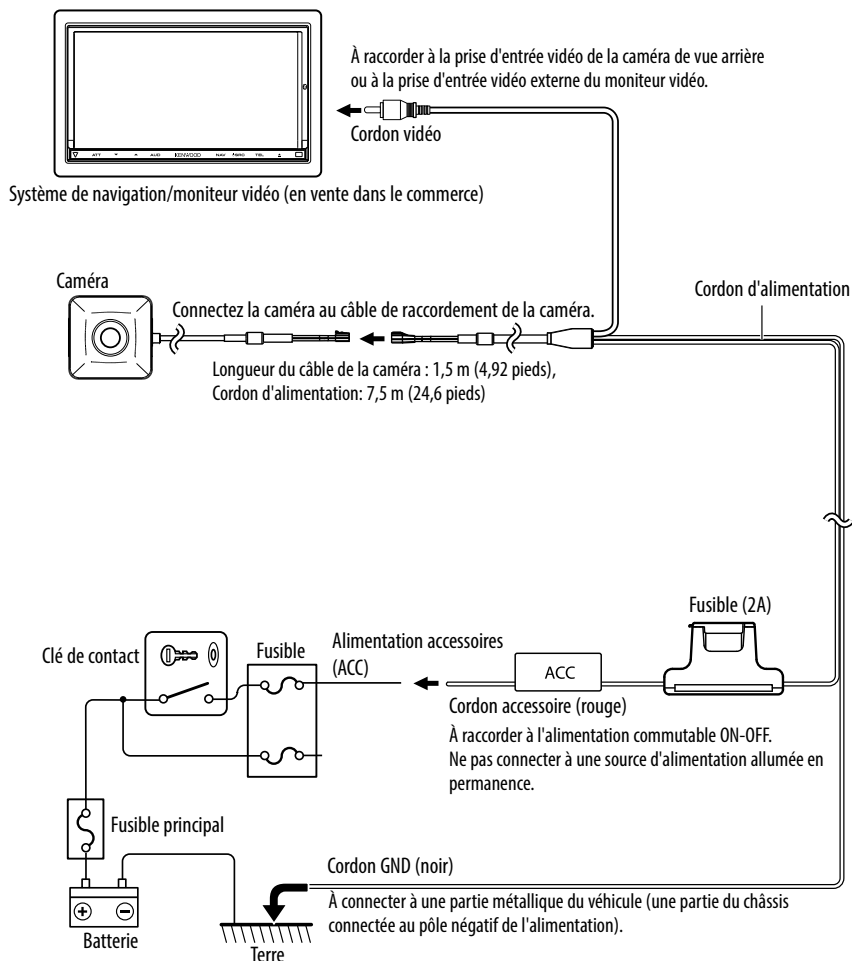 À raccorder à la prise d'entrée vidéo de la caméra de vue arrière
ou à la prise d'entrée vidéo externe du moniteur vidéo.
Cordon vidéo
ATT AUD KENWOOD NAV SRC TEL
Système de navigation/moniteur vidéo (en vente dans le commerce)
Caméra
Connectez la caméra au câble de raccordement de la caméra.
Cordon d'alimentation
Longueur du câble de la caméra : 1,5 m (4,92 pieds),
Cordon d'alimentation: 7,5 m (24,6 pieds)
Fusible (2A)
Clé de contact
Fusible
Alimentation accessoires
(ACC)
ACC
Cordon accessoire (rouge)
À raccorder à l'alimentation commutable ON-OFF.
Ne pas connecter à une source d'alimentation allumée en
permanence.
Fusible principal
Cordon GND (noir)
À connecter à une partie métallique du véhicule (une partie du châssis
connectée au pôle négatif de l'alimentation).
Batterie
Terre